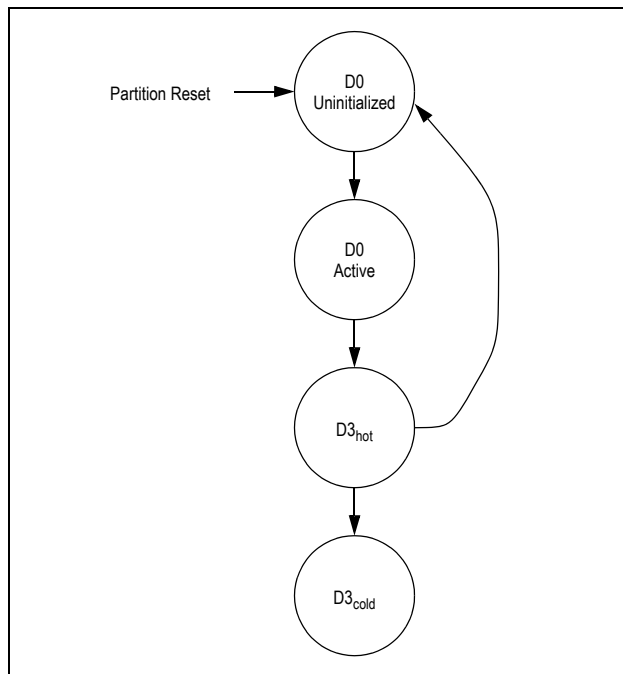 D0
Uninitialized
Partition Reset
D0
Active
D3hot
D3cold